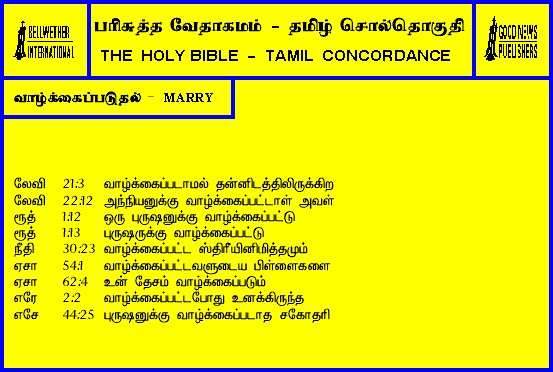 BELLWETHER
INTERNATIONAL
பரிசுத்த வேதாகமம் - தமிழ் சொல்தொகுதி
THE HOLY BIBLE - TAMIL CONCORDANCE
GOOD NEWS
PUBLISHERS
வாழ்க்கைப்படுதல் - MARRY
லேவி 21:3 வாழ்க்கைப்படாமல் தன்னிடத்திலிருக்கிற
லேவி 22:12 அந்நியனுக்கு வாழ்க்கைப்பட்டாள் அவள்
ரூத் 1:12 ஒரு புருஷனுக்கு வாழ்க்கைப்பட்டு
ரூத் 1:13 புருஷருக்கு வாழ்க்கைப்பட்டு
நீதி 30:23 வாழ்க்கைப்பட்ட ஸ்திரீயினிமித்தமும்
ஏசா 54:1 வாழ்க்கைப்பட்டவளுடைய பிள்ளைகளை
ஏசா 62:4 உன் தேசம் வாழ்க்கைப்படும்
எரே 2:2 வாழ்க்கைப்பட்டபோது உனக்கிருந்த
எசே 44:25 புருஷனுக்கு வாழ்க்கைப்படாத சகோதரி